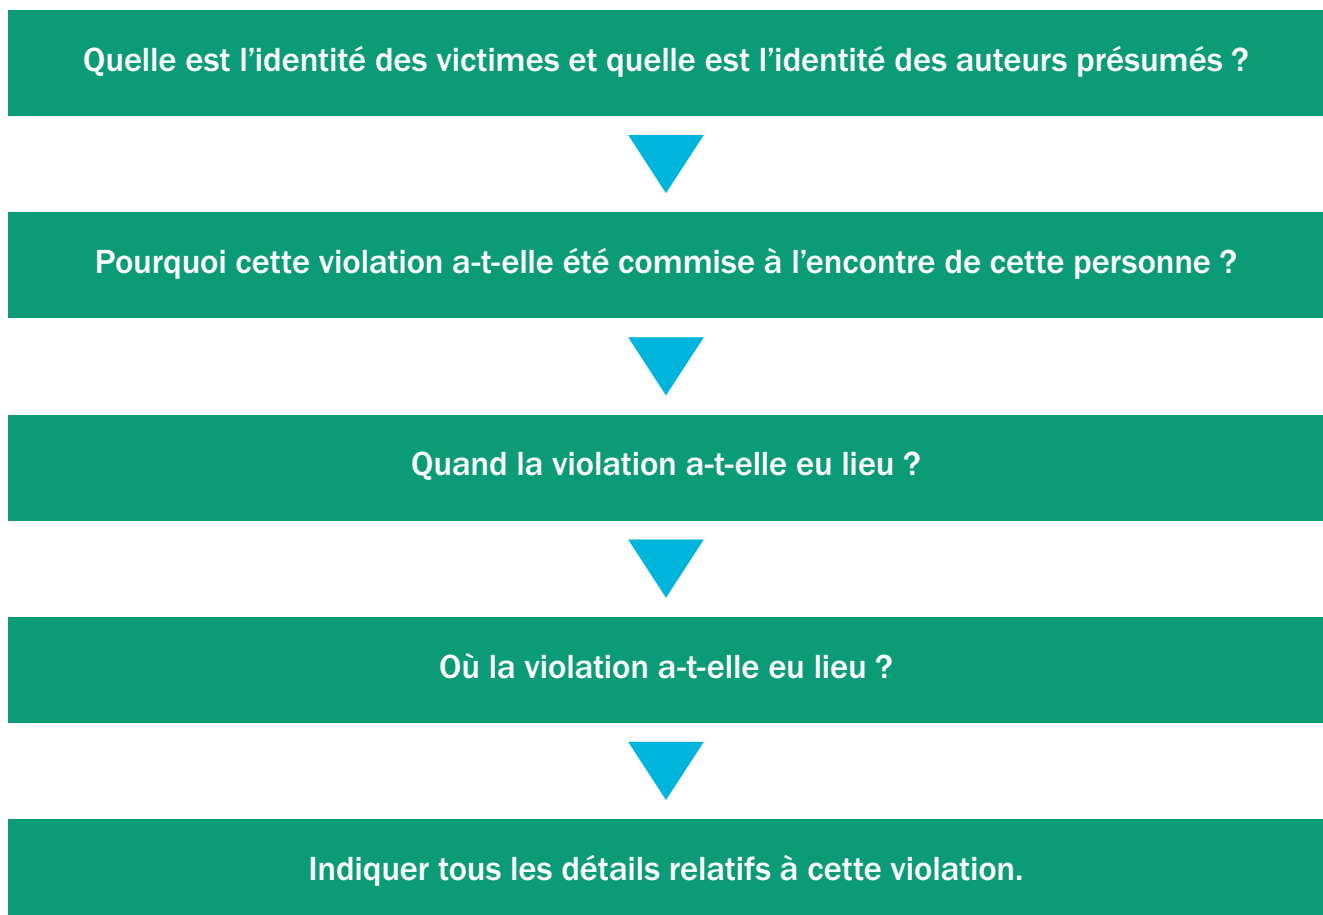 Quelle est l’identité des victimes et quelle est l’identité des auteurs présumés ?
Pourquoi cette violation a-t-elle été commise à l’encontre de cette personne ?
Quand la violation a-t-elle eu lieu ?
Où la violation a-t-elle eu lieu ?
Indiquer tous les détails relatifs à cette violation.